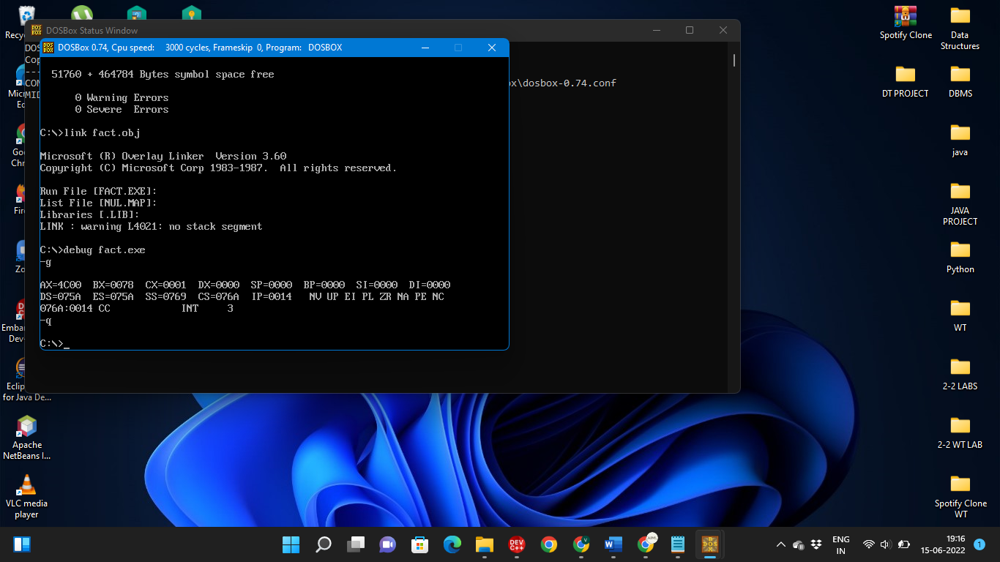 Recy
DOSBox Status Window
DOS
DOSBox 0.74, Cpu speed: 3000 cycles, Frameskip 0, Program: DOSBOX
Cop
---
CON
MID
ox\dosbox-0.74.conf
51760 + 464784 Bytes symbol space free
0 Warning Errors
0 Severe Errors
C:\>link fact.obj
Microsoft (R) Overlay Linker Version 3.60
Copyright (C) Microsoft Corp 1983-1987. All rights reserved.
Run File [FACT.EXE]:
List File [NUL.MAP]:
Libraries [.LIB]:
LINK : warning L4021: no stack segment
C:\>debug fact.exe
-g
AX=4C00 BX=0078 CX=0001 DX=0000 SP=0000 BP=0000 SI=0000 DI=0000
DS=075A ES=075A SS=0769 CS=076A IP=0014 NV UP EI PL ZR NA PE NC
076A:0014 CC INT 3
-q
C:\>_
Micr
Ed
Goo
Chr
Fire
Zo
Embar
Dev-
Eclip
for Java De...
Apache
NetBeans I...
VLC media
player
Spotify Clone
Data
Structures
DT PROJECT
DBMS
java
JAVA
PROJECT
Python
WT
2-2 LABS
2-2 WT LAB
Spotify Clone
WT
DEV
C++
V
W
AIML
DOS
BOX
ENG
IN
19:16
15-06-2022
1